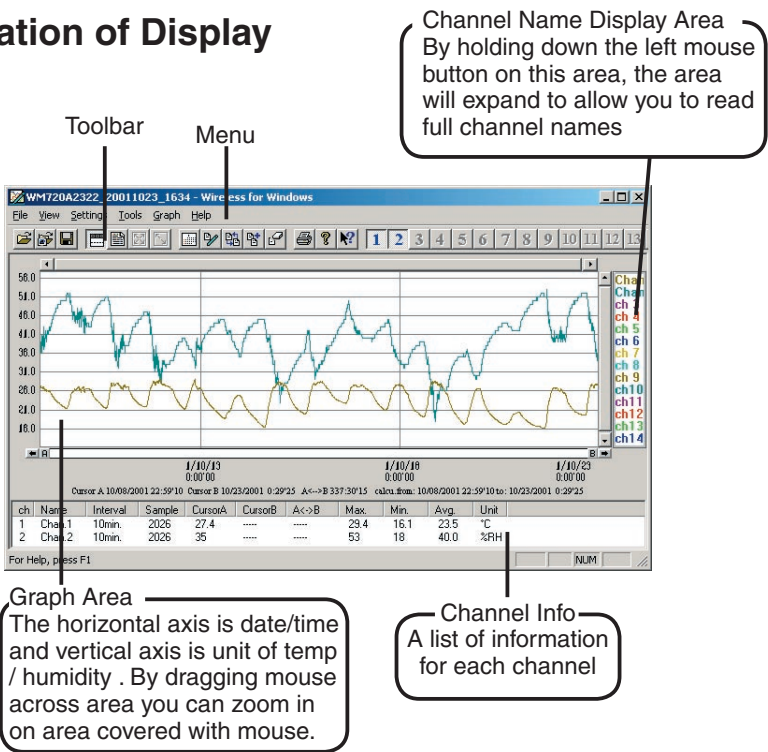 ation of Display
Channel Name Display Area
By holding down the left mouse
button on this area, the area
will expand to allow you to read
full channel names
Toolbar
Menu
WM720A2322_20011023_1634 - Wireless for Windows
File View Settings Tools Graph Help
1 2 3 4 5 6 7 8 9 10 11 12 13
56.0
51.0
46.0
41.0
36.0
31.0
26.0
21.0
16.0
Chan
Chan
ch 3
ch 4
ch 5
ch 6
ch 7
ch 8
ch 9
ch10
ch11
ch12
ch13
ch14
A B
1/10/13 1/10/18 1/10/23
0:00'00 0:00'00 0:00'00
Cursor A 10/08/2001 22:59'10 Cursor B 10/23/2001 0:29'25 A<-->B 337:30'15 calcu.from: 10/08/2001 22:59'10 to: 10/23/2001 0:29'25
ch Name Interval Sample CursorA CursorB A<->B Max. Min. Avg. Unit
1 Chan.1 10min. 2026 27.4 ----- ----- 29.4 16.1 23.5 °C
2 Chan.2 10min. 2026 35 ----- ----- 53 18 40.0 %RH
For Help, press F1
NUM
Graph Area
The horizontal axis is date/time
and vertical axis is unit of temp
/ humidity . By dragging mouse
across area you can zoom in
on area covered with mouse.
Channel Info
A list of information
for each channel